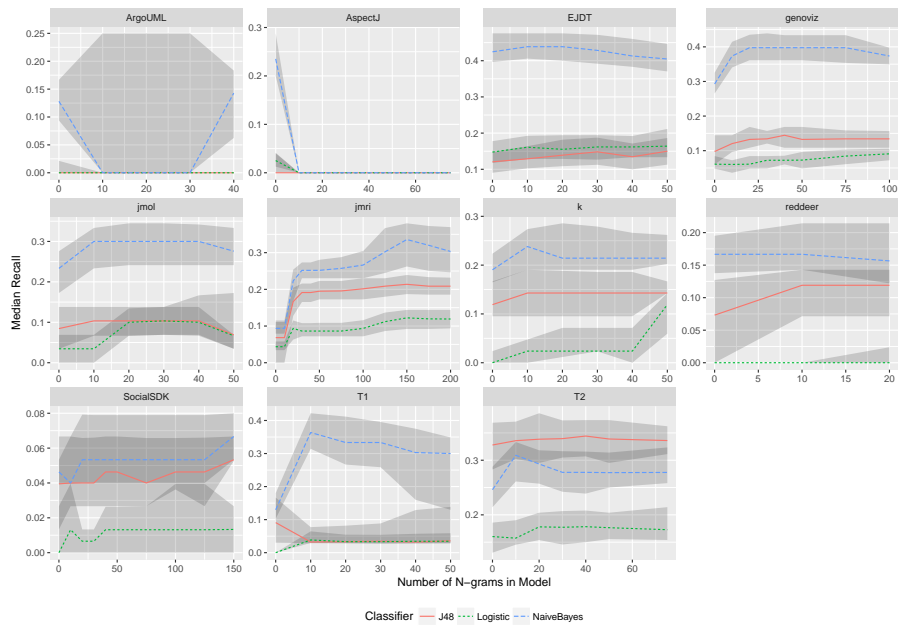 ArgoUML
AspectJ
EJDT
genoviz
0.25
0.20
0.15
0.10
0.05
0.00
0 10 20 30 40
0.3
0.2
0.1
0.0
0 20 40 60
0.4
0.3
0.2
0.1
0 10 20 30 40 50
0.4
0.3
0.2
0.1
0.0
0 25 50 75 100
jmol
jmri
k
reddeer
0.3
0.2
0.1
0.0
0 10 20 30 40 50
0.4
0.3
0.2
0.1
0.0
0 50 100 150 200
0.3
0.2
0.1
0.0
0 10 20 30 40 50
0.20
0.15
0.10
0.05
0.00
0 5 10 15 20
SocialSDK
T1
T2
0.08
0.06
0.04
0.02
0.00
0 50 100 150
0.4
0.3
0.2
0.1
0.0
0 10 20 30 40 50
0.3
0.2
0 20 40 60
Median Recall
Number of N−grams in Model
Classifier J48 Logistic NaiveBayes